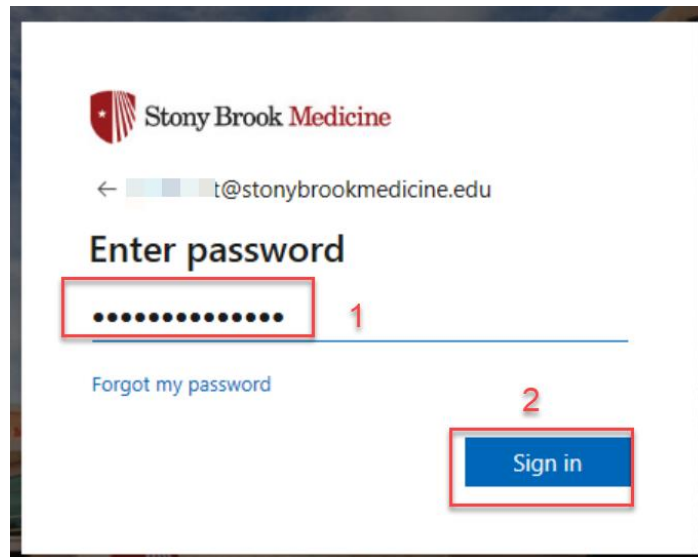 Stony Brook Medicine
← t@stonybrookmedicine.edu
Enter password
•••••••••••••• 1
Forgot my password
2
Sign in